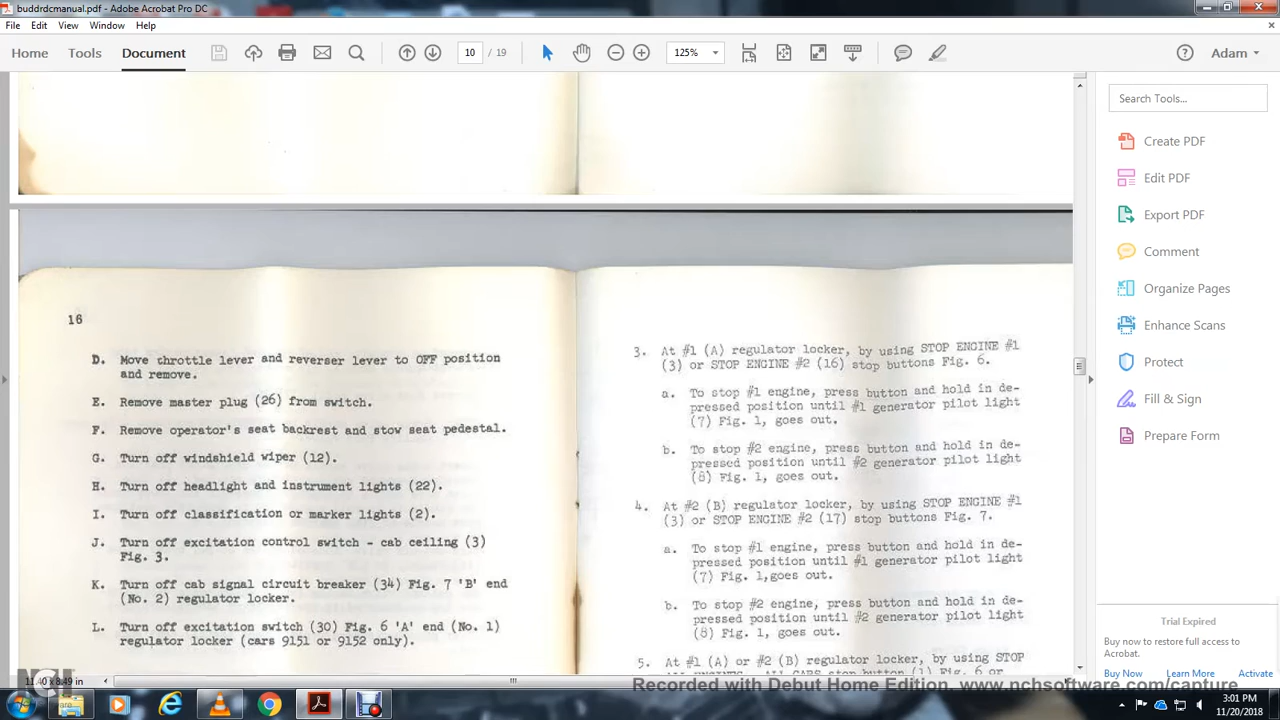 buddrdcmanual.pdf - Adobe Acrobat Pro DC
File Edit View Window Help
Home Tools Document 10 / 19 125% Adam
Search Tools...
Create PDF
Edit PDF
Export PDF
Comment
Organize Pages
Enhance Scans
Protect
Fill & Sign
Prepare Form
Trial Expired
Buy now to restore full access to
Acrobat.
Buy Now Learn More Activate
16
D. Move throttle lever and reverser lever to OFF position
and remove.
E. Remove master plug (26) from switch.
F. Remove operator's seat backrest and stow seat pedestal.
G. Turn off windshield wiper (12).
H. Turn off headlight and instrument lights (22).
I. Turn off classification or marker lights (2).
J. Turn off excitation control switch - cab ceiling (3)
Fig. 3.
K. Turn off cab signal circuit breaker (34) Fig. 7 'B' end
(No. 2) regulator locker.
L. Turn off excitation switch (30) Fig. 6 'A' end (No. 1)
regulator locker (cars 9151 or 9152 only).
3. At #1 (A) regulator locker, by using STOP ENGINE #1
(3) or STOP ENGINE #2 (16) stop buttons Fig. 6.
a. To stop #1 engine, press button and hold in de-
pressed position until #1 generator pilot light
(7) Fig. 1, goes out.
b. To stop #2 engine, press button and hold in de-
pressed position until #2 generator pilot light
(8) Fig. 1, goes out.
4. At #2 (B) regulator locker, by using STOP ENGINE #1
(3) or STOP ENGINE #2 (17) stop buttons Fig. 7.
a. To stop #1 engine, press button and hold in de-
pressed position until #1 generator pilot light
(7) Fig. 1,goes out.
b. To stop #2 engine, press button and hold in de-
pressed position until #2 generator pilot light
(8) Fig. 1, goes out.
5. At #1 (A) or #2 (B) regulator locker, by using STOP
11.40 x 8.49 in
Recorded with Debut Home Edition. www.nchsoftware.com/capture
3:01 PM
11/20/2018